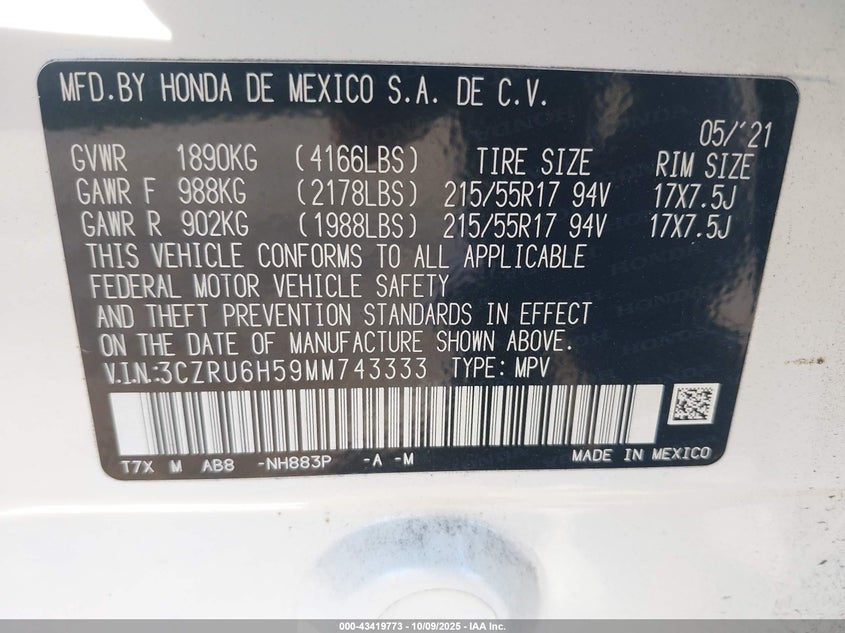 MFD.BY HONDA DE MEXICO S.A. DE C.V.
05/'21
GVWR 1890KG (4166LBS) TIRE SIZE RIM SIZE
GAWR F 988KG (2178LBS) 215/55R17 94V 17X7.5J
GAWR R 902KG (1988LBS) 215/55R17 94V 17X7.5J
THIS VEHICLE CONFORMS TO ALL APPLICABLE
FEDERAL MOTOR VEHICLE SAFETY
AND THEFT PREVENTION STANDARDS IN EFFECT
ON THE DATE OF MANUFACTURE SHOWN ABOVE.
V.I.N.:3CZRU6H59MM743333 TYPE: MPV
T7X M AB8 -NH883P -A -M MADE IN MEXICO
000-43419773 - 10/09/2025 - IAA Inc.